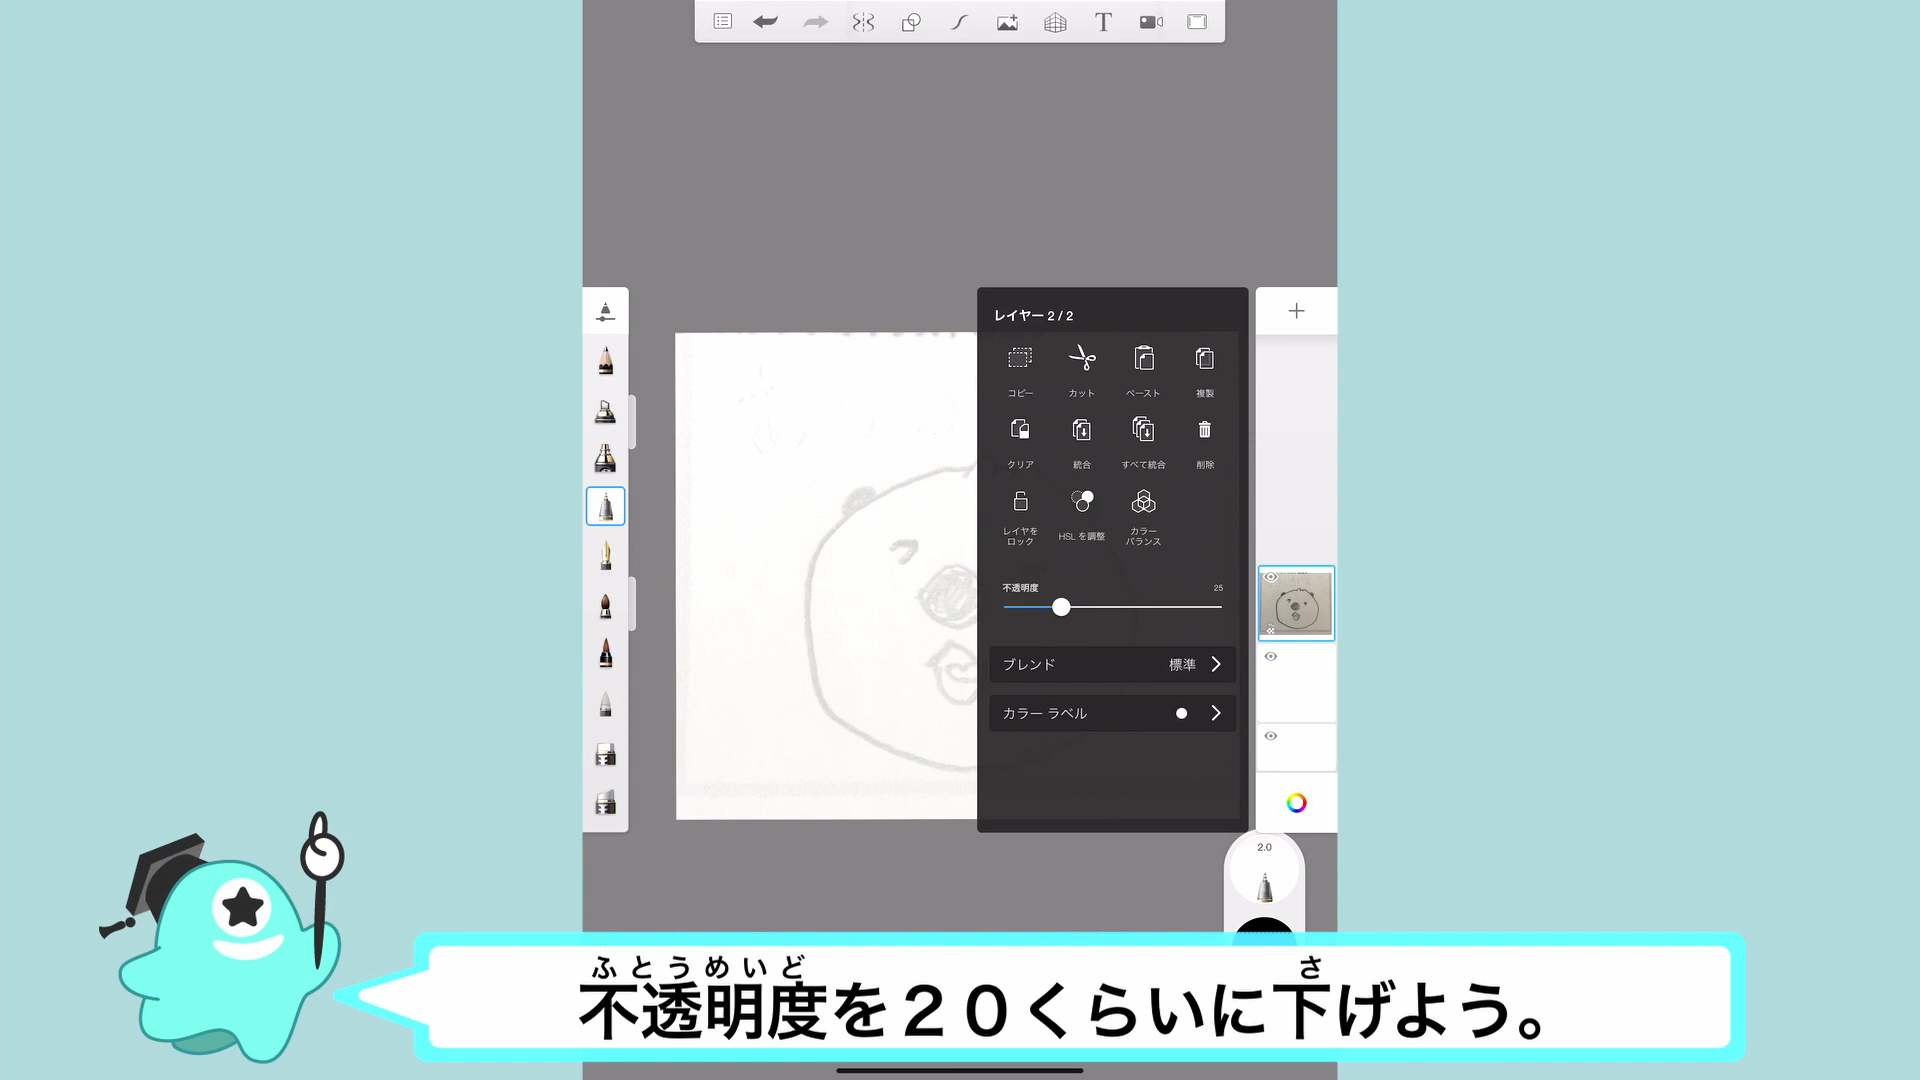 T
レイヤー 2 / 2
コピー
カット
ペースト
複製
クリア
統合
すべて統合
削除
レイヤを
ロック
HSL を調整
カラー
バランス
不透明度
25
ブレンド
標準
カラー ラベル
2.0
ふとうめいど
さ
不透明度を２０くらいに下げよう。